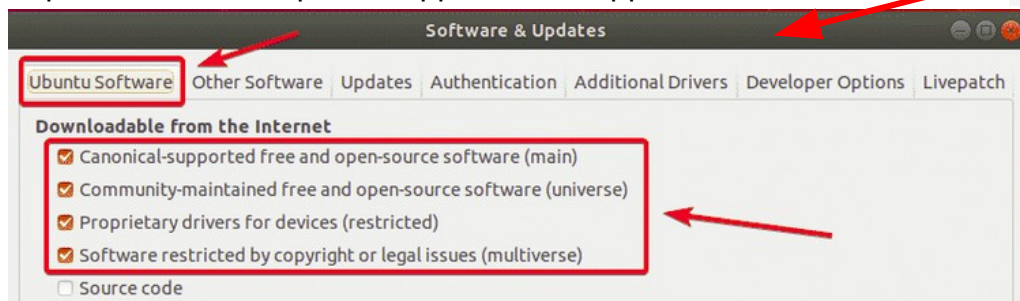 Software & Updates
Ubuntu Software Other Software Updates Authentication Additional Drivers Developer Options Livepatch
Downloadable from the Internet
Canonical-supported free and open-source software (main)
Community-maintained free and open-source software (universe)
Proprietary drivers for devices (restricted)
Software restricted by copyright or legal issues (multiverse)
Source code